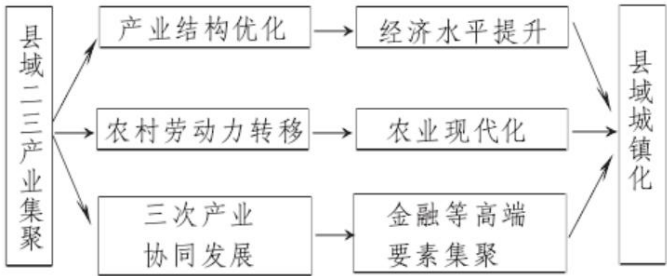 县域二三产业集聚
产业结构优化
经济水平提升
农村劳动力转移
农业现代化
三次产业
协同发展
金融等高端
要素集聚
县域城镇化